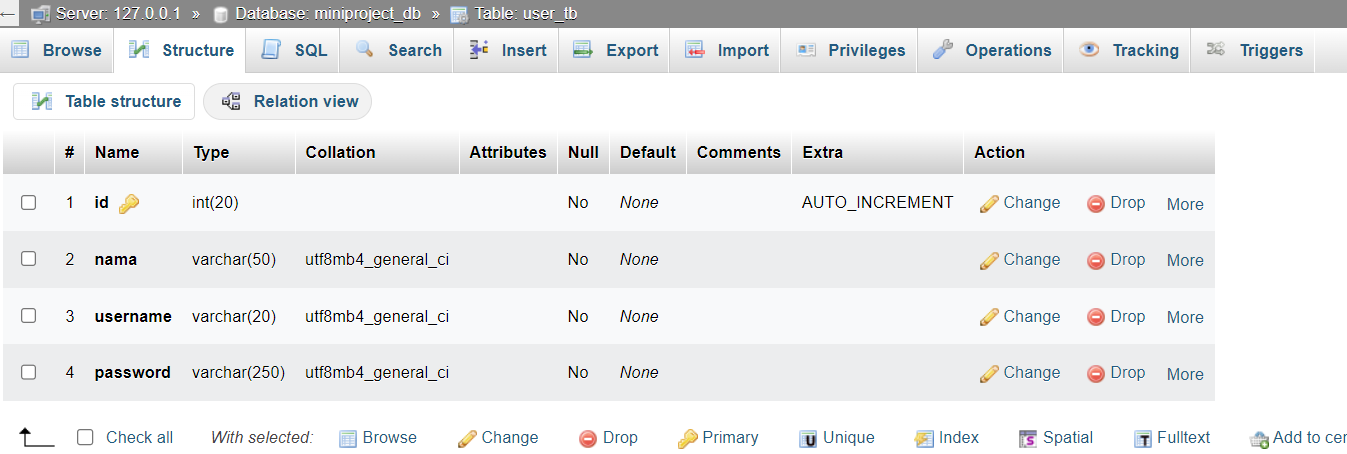 Server: 127.0.0.1 » Database: miniproject_db » Table: user_tb
Browse Structure SQL Search Insert Export Import Privileges Operations Tracking Triggers
Table structure Relation view
# Name Type Collation Attributes Null Default Comments Extra Action
1 id int(20) No None AUTO_INCREMENT Change Drop More
2 nama varchar(50) utf8mb4_general_ci No None Change Drop More
3 username varchar(20) utf8mb4_general_ci No None Change Drop More
4 password varchar(250) utf8mb4_general_ci No None Change Drop More
Check all With selected: Browse Change Drop Primary Unique Index Spatial Fulltext Add to cer